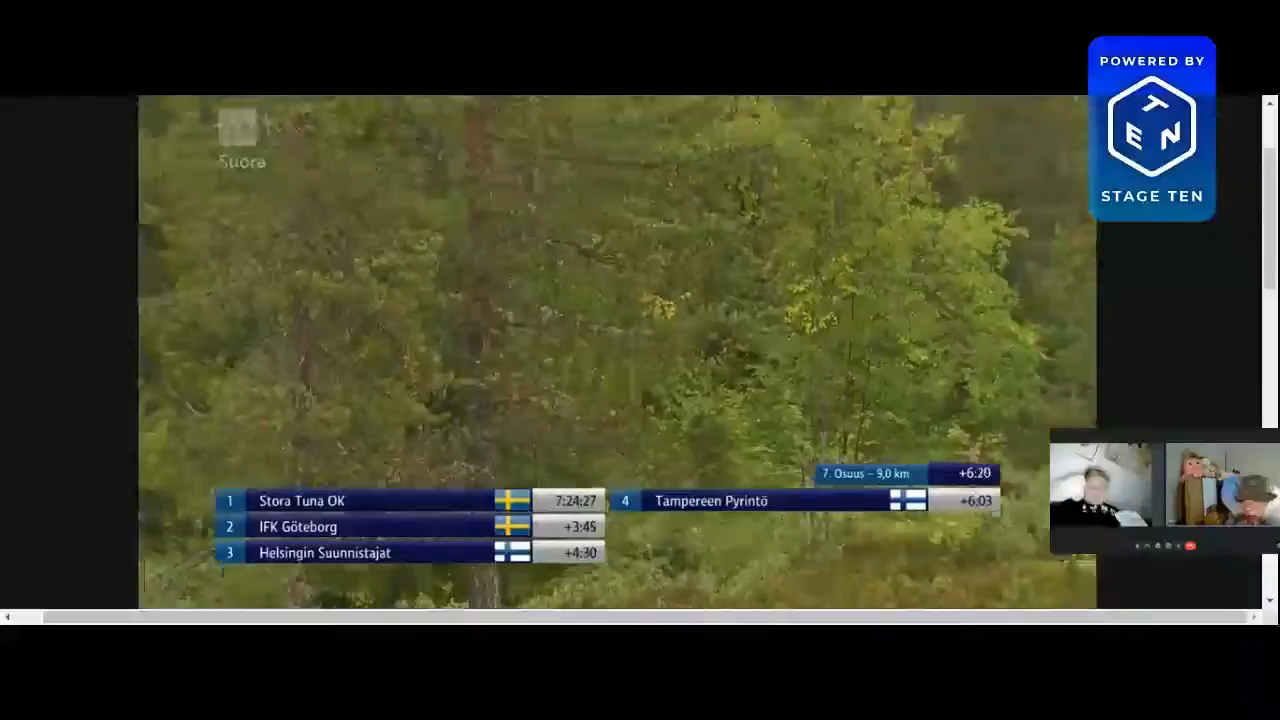 POWERED BY
TEN
STAGE TEN
Suora
7. Osuus – 9,0 km +6:20
1 Stora Tuna OK 7:24:27
2 IFK Göteborg +3:45
3 Helsingin Suunnistajat +4:30
4 Tampereen Pyrintö +6:03